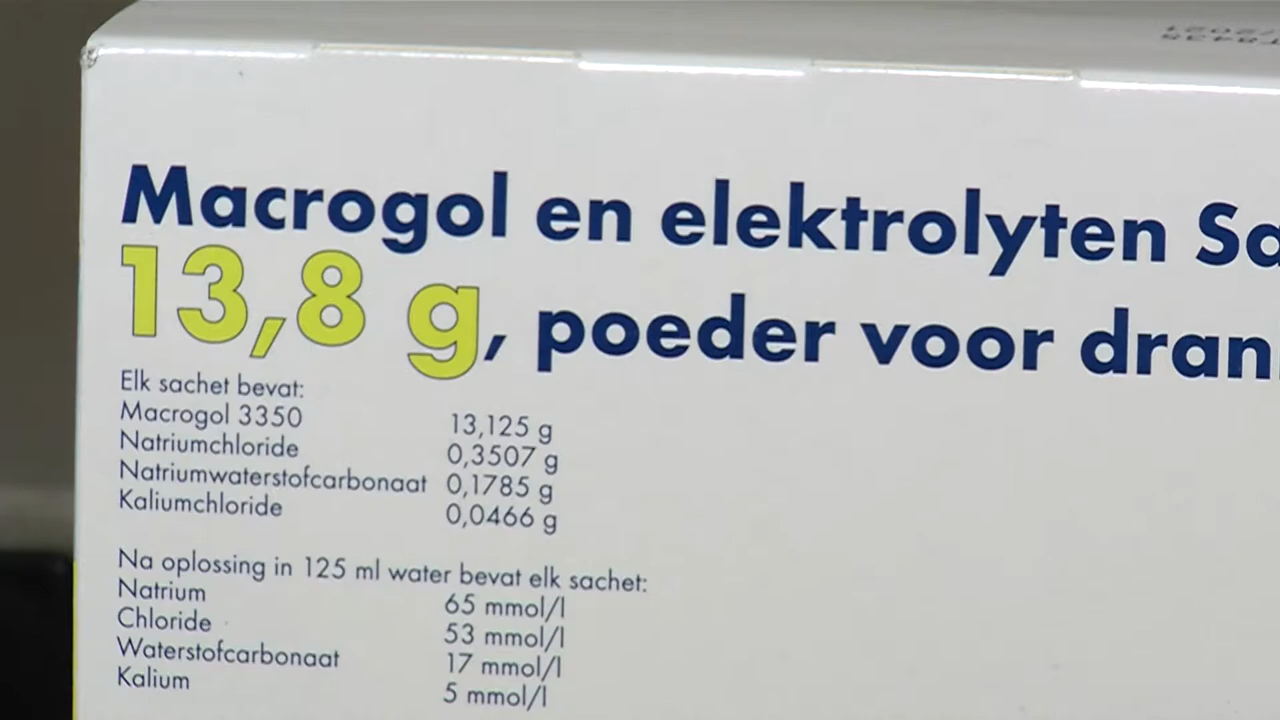 Macrogol en elektrolyten
13,8 g, poeder voor
Elk sachet bevat:
Macrogol 3350 13,125 g
Natriumchloride 0,3507 g
Natriumwaterstofcarbonaat 0,1785 g
Kaliumchloride 0,0466 g
Na oplossing in 125 ml water bevat elk sachet:
Natrium 65 mmol/l
Chloride 53 mmol/l
Waterstofcarbonaat 17 mmol/l
Kalium 5 mmol/l